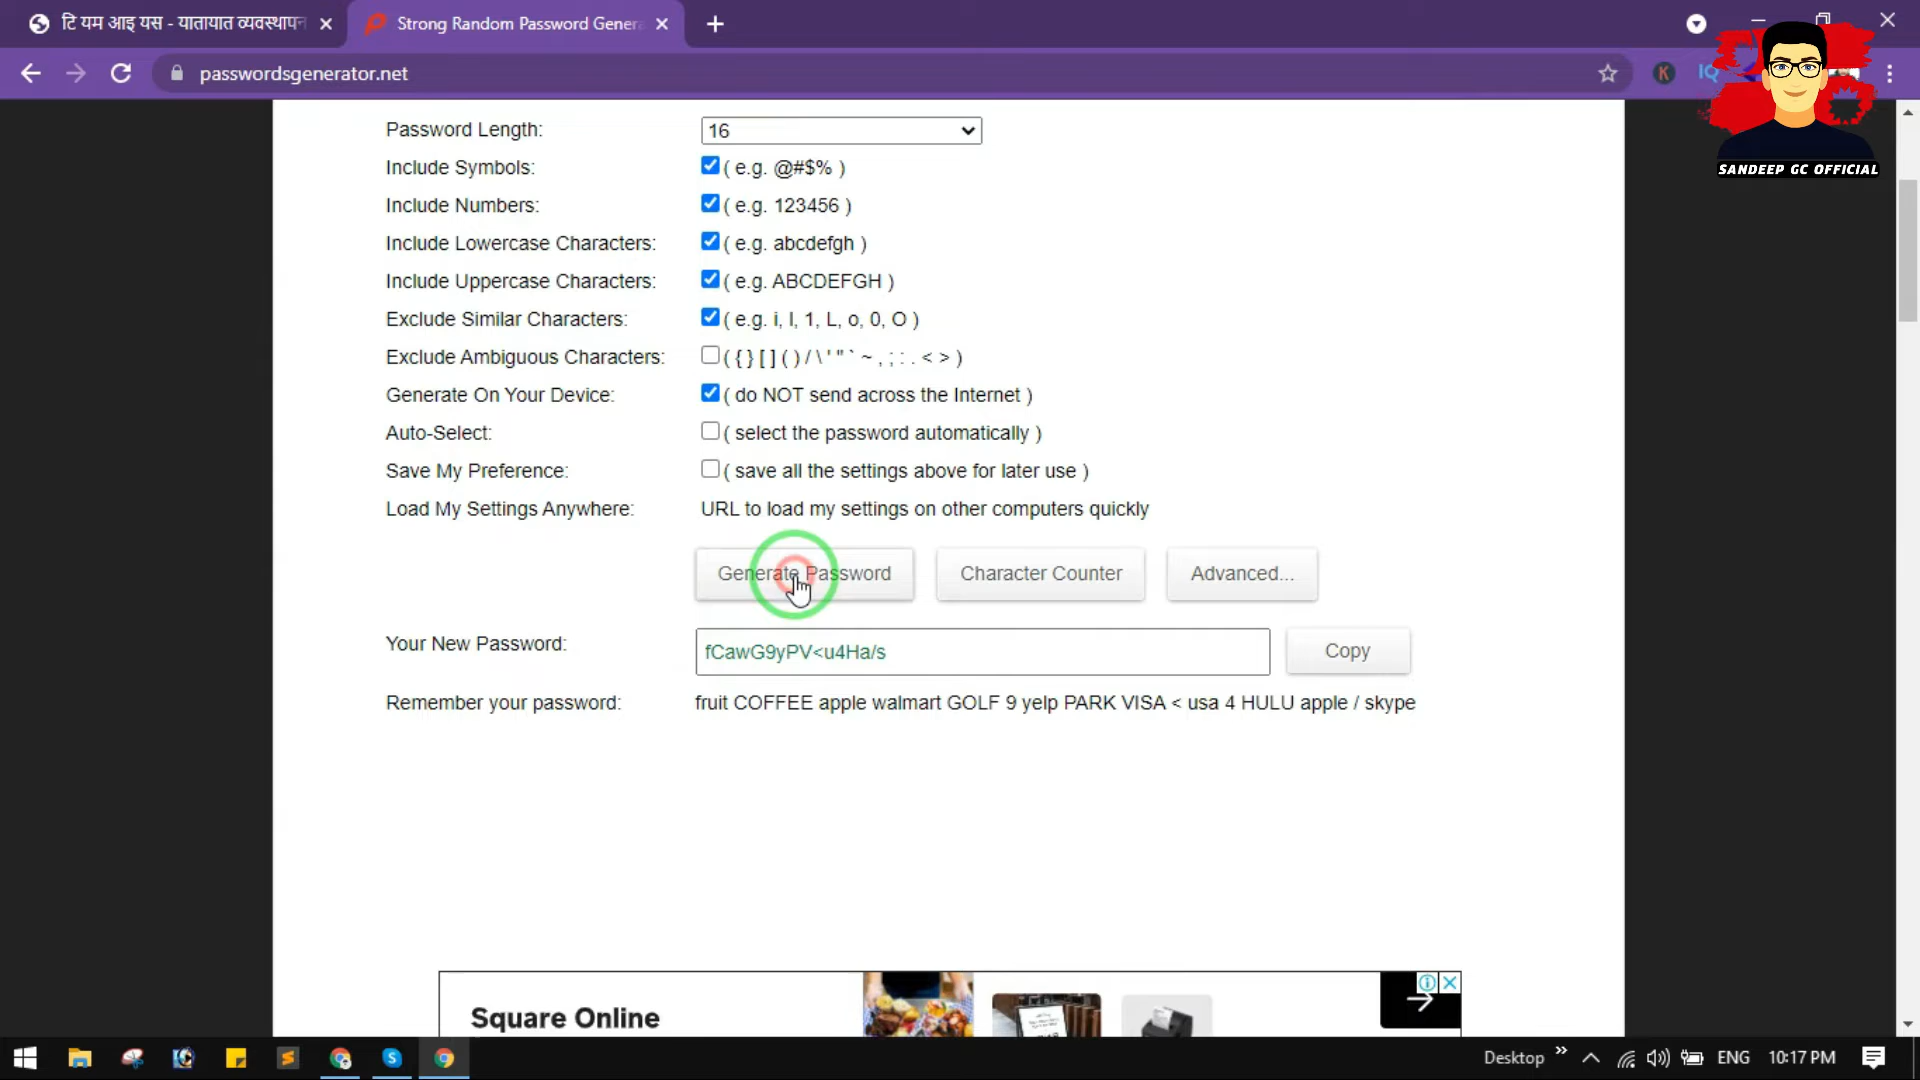 टि यम आइ यस - यातायात व्यवस्थापन
Strong Random Password Genera
passwordsgenerator.net
K
IQ
SANDEEP GC OFFICIAL
Password Length:
16
Include Symbols:
( e.g. @#$% )
Include Numbers:
( e.g. 123456 )
Include Lowercase Characters:
( e.g. abcdefgh )
Include Uppercase Characters:
( e.g. ABCDEFGH )
Exclude Similar Characters:
( e.g. i, l, 1, L, o, 0, O )
Exclude Ambiguous Characters:
( { } [ ] ( ) / \ ' " ` ~ , ; : . < > )
Generate On Your Device:
( do NOT send across the Internet )
Auto-Select:
( select the password automatically )
Save My Preference:
( save all the settings above for later use )
Load My Settings Anywhere:
URL to load my settings on other computers quickly
Generate Password
Character Counter
Advanced...
Your New Password:
fCawG9yPV<u4Ha/s
Copy
Remember your password:
fruit COFFEE apple walmart GOLF 9 yelp PARK VISA < usa 4 HULU apple / skype
Square Online
Desktop
ENG
10:17 PM